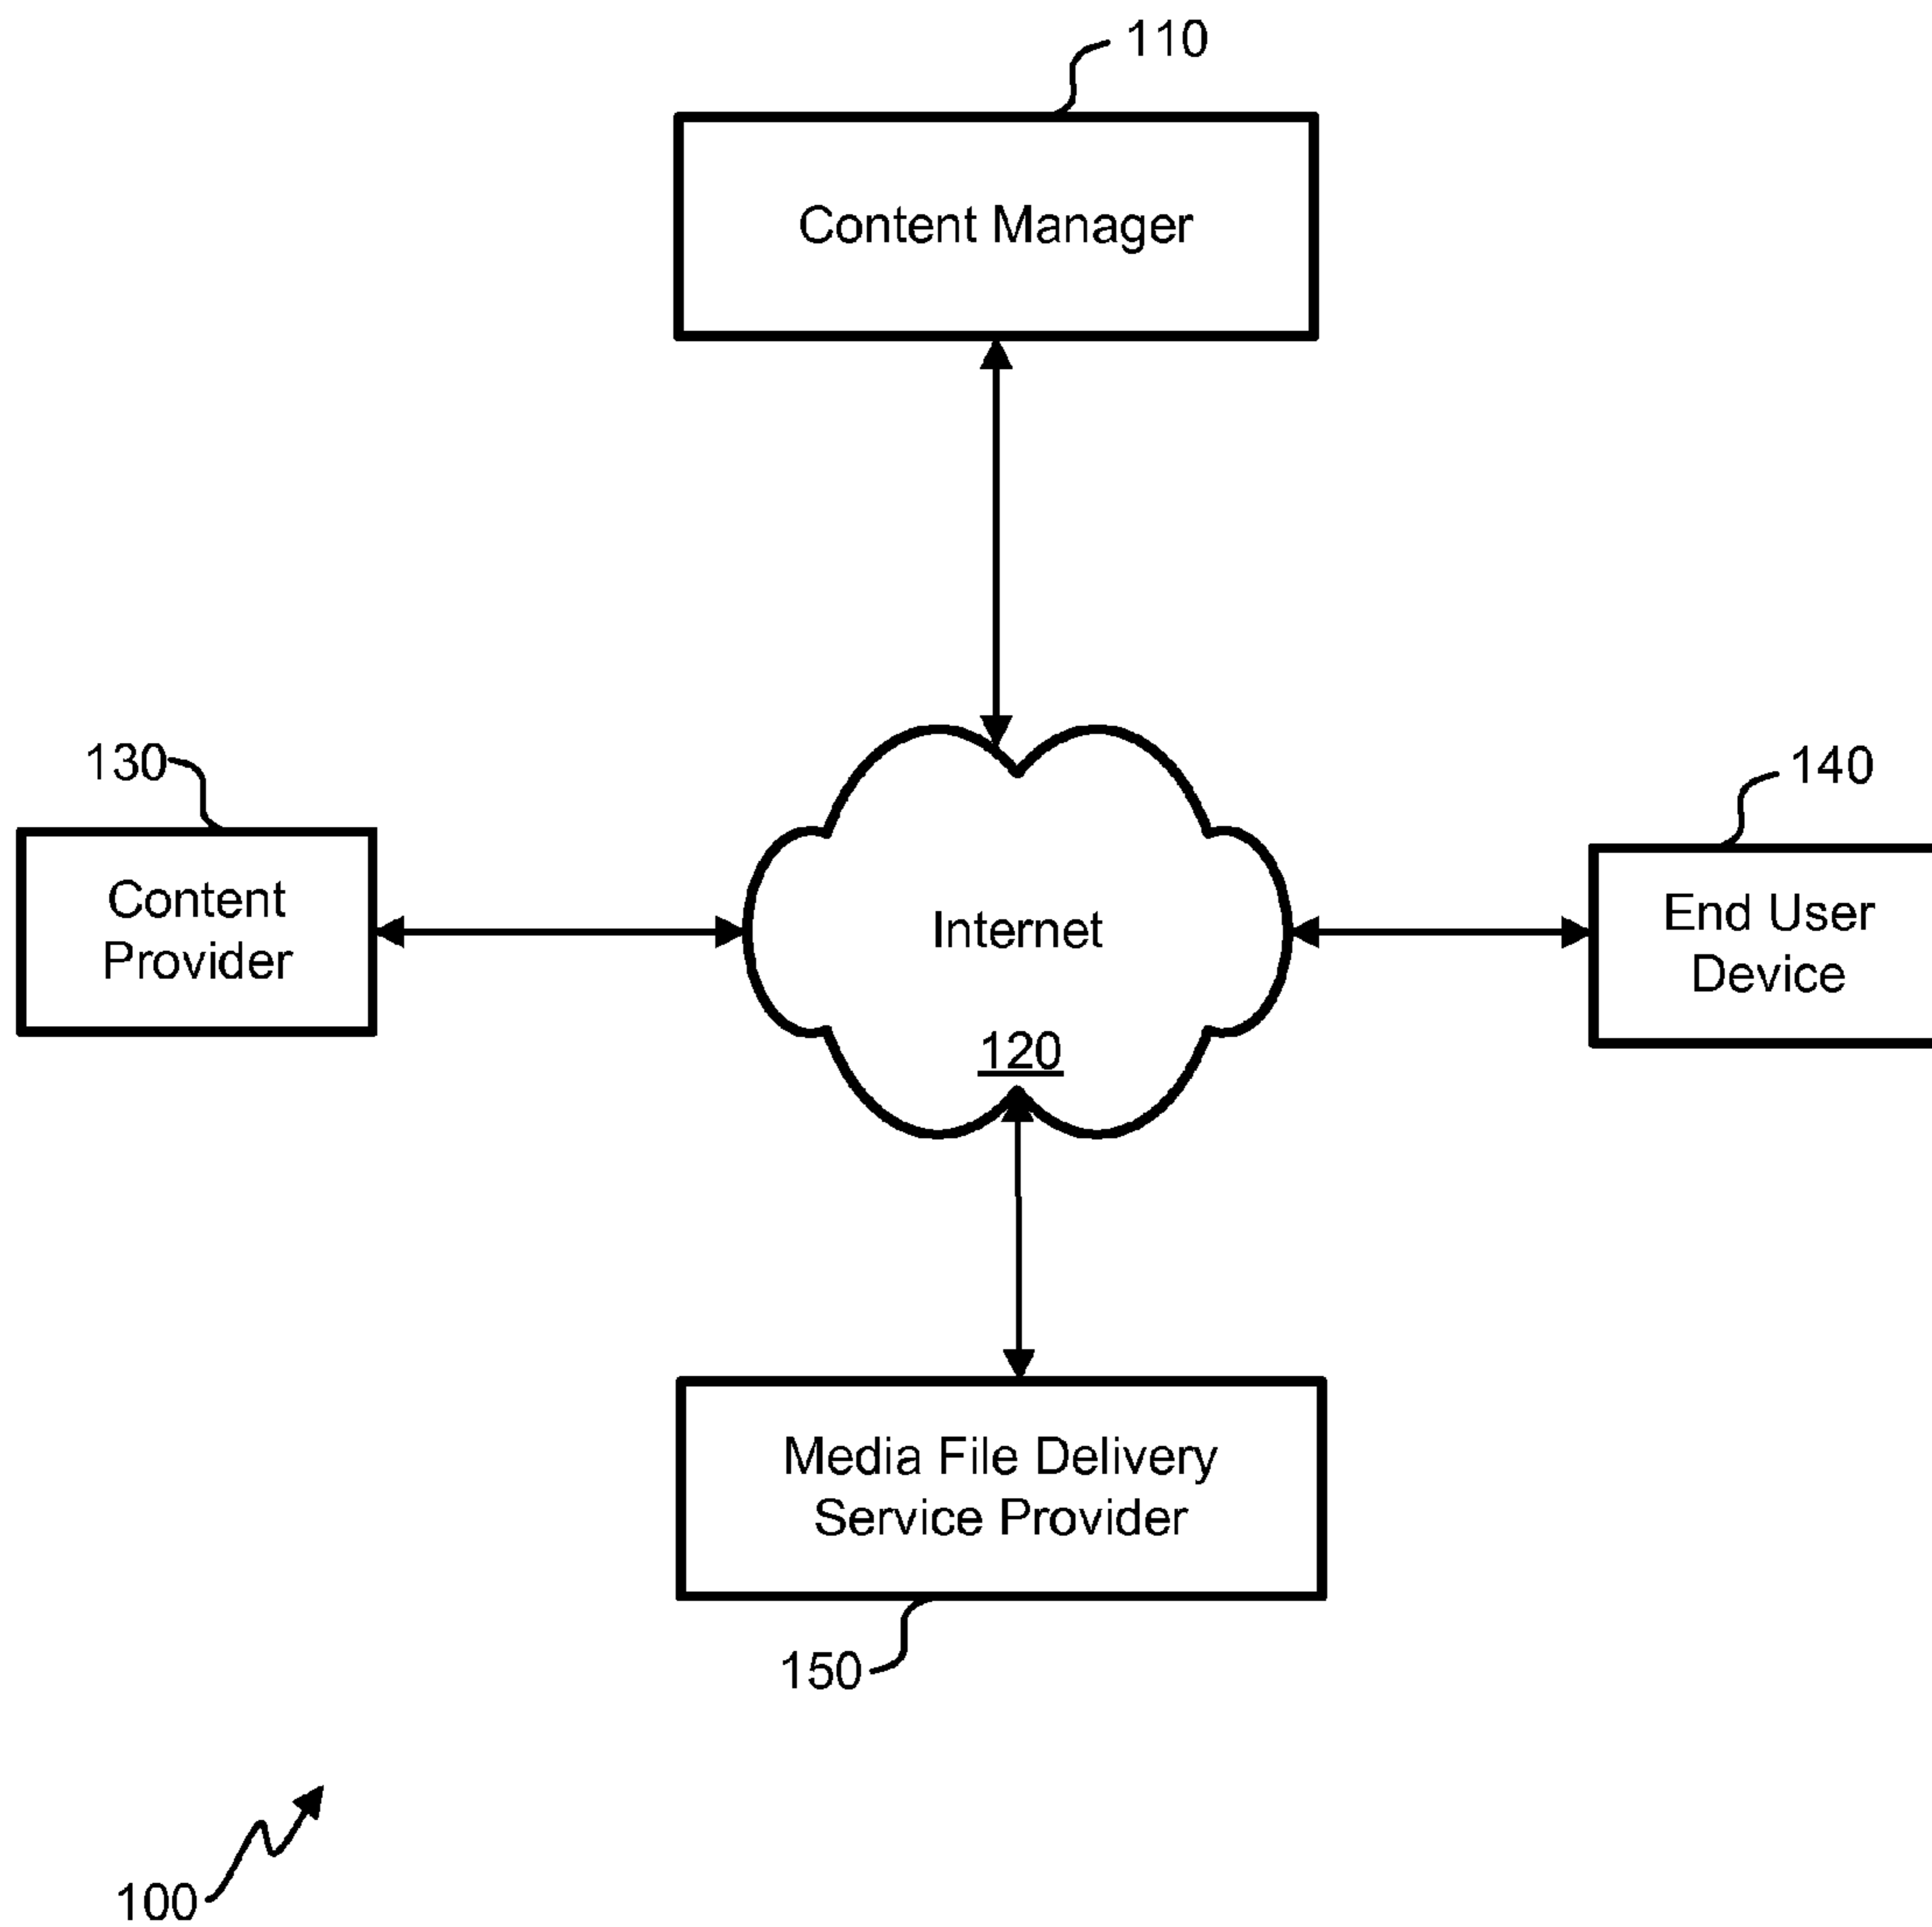 110
Content Manager
130
Content
Provider
Internet
120
140
End User
Device
Media File Delivery
Service Provider
150
100